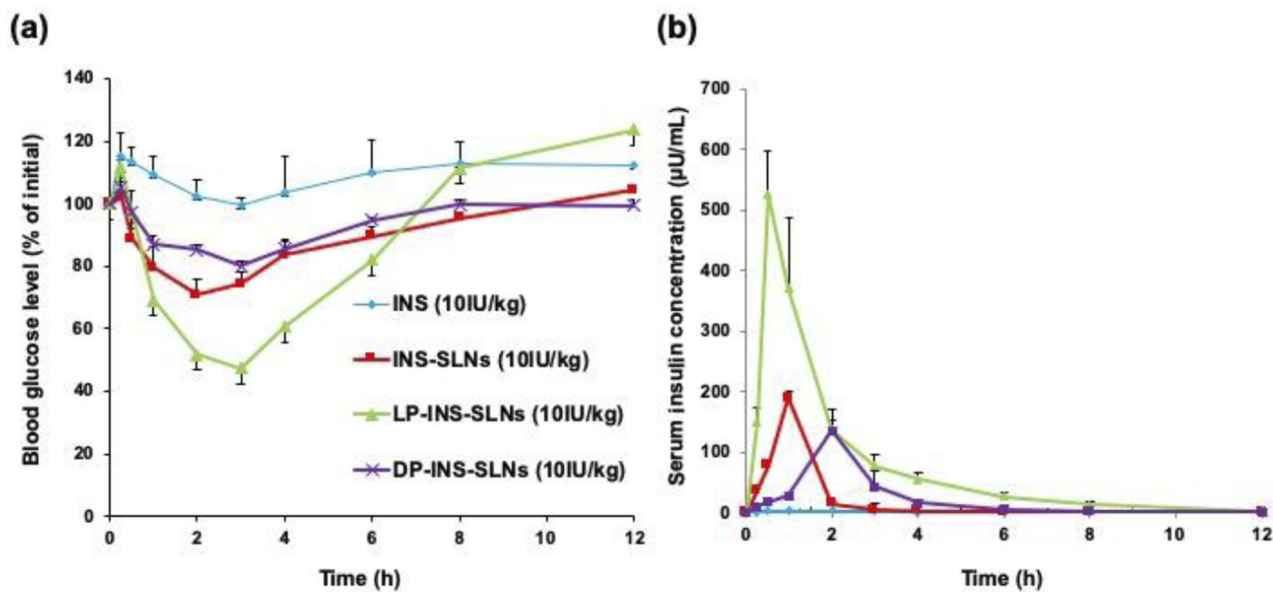 (a)
Blood glucose level (% of initial)
140
120
100
80
60
40
20
0
0 2 4 6 8 10 12
Time (h)
INS (10IU/kg)
INS-SLNs (10IU/kg)
LP-INS-SLNs (10IU/kg)
DP-INS-SLNs (10IU/kg)
(b)
Serum insulin concentration (µU/mL)
700
600
500
400
300
200
100
0
0 2 4 6 8 10 12
Time (h)